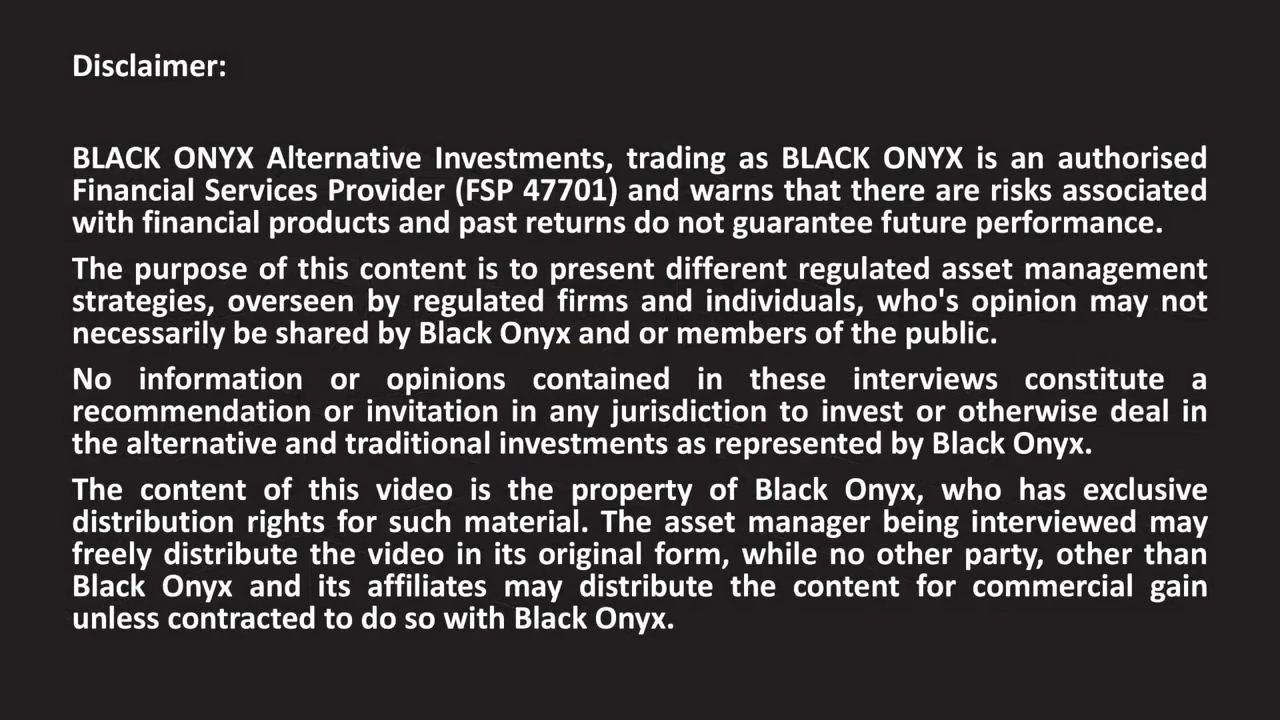 Disclaimer:
BLACK ONYX Alternative Investments, trading as BLACK ONYX is an authorised
Financial Services Provider (FSP 47701) and warns that there are risks associated
with financial products and past returns do not guarantee future performance.
The purpose of this content is to present different regulated asset management
strategies, overseen by regulated firms and individuals, who's opinion may not
necessarily be shared by Black Onyx and or members of the public.
No information or opinions contained in these interviews constitute a
recommendation or invitation in any jurisdiction to invest or otherwise deal in
the alternative and traditional investments as represented by Black Onyx.
The content of this video is the property of Black Onyx, who has exclusive
distribution rights for such material. The asset manager being interviewed may
freely distribute the video in its original form, while no other party, other than
Black Onyx and its affiliates may distribute the content for commercial gain
unless contracted to do so with Black Onyx.